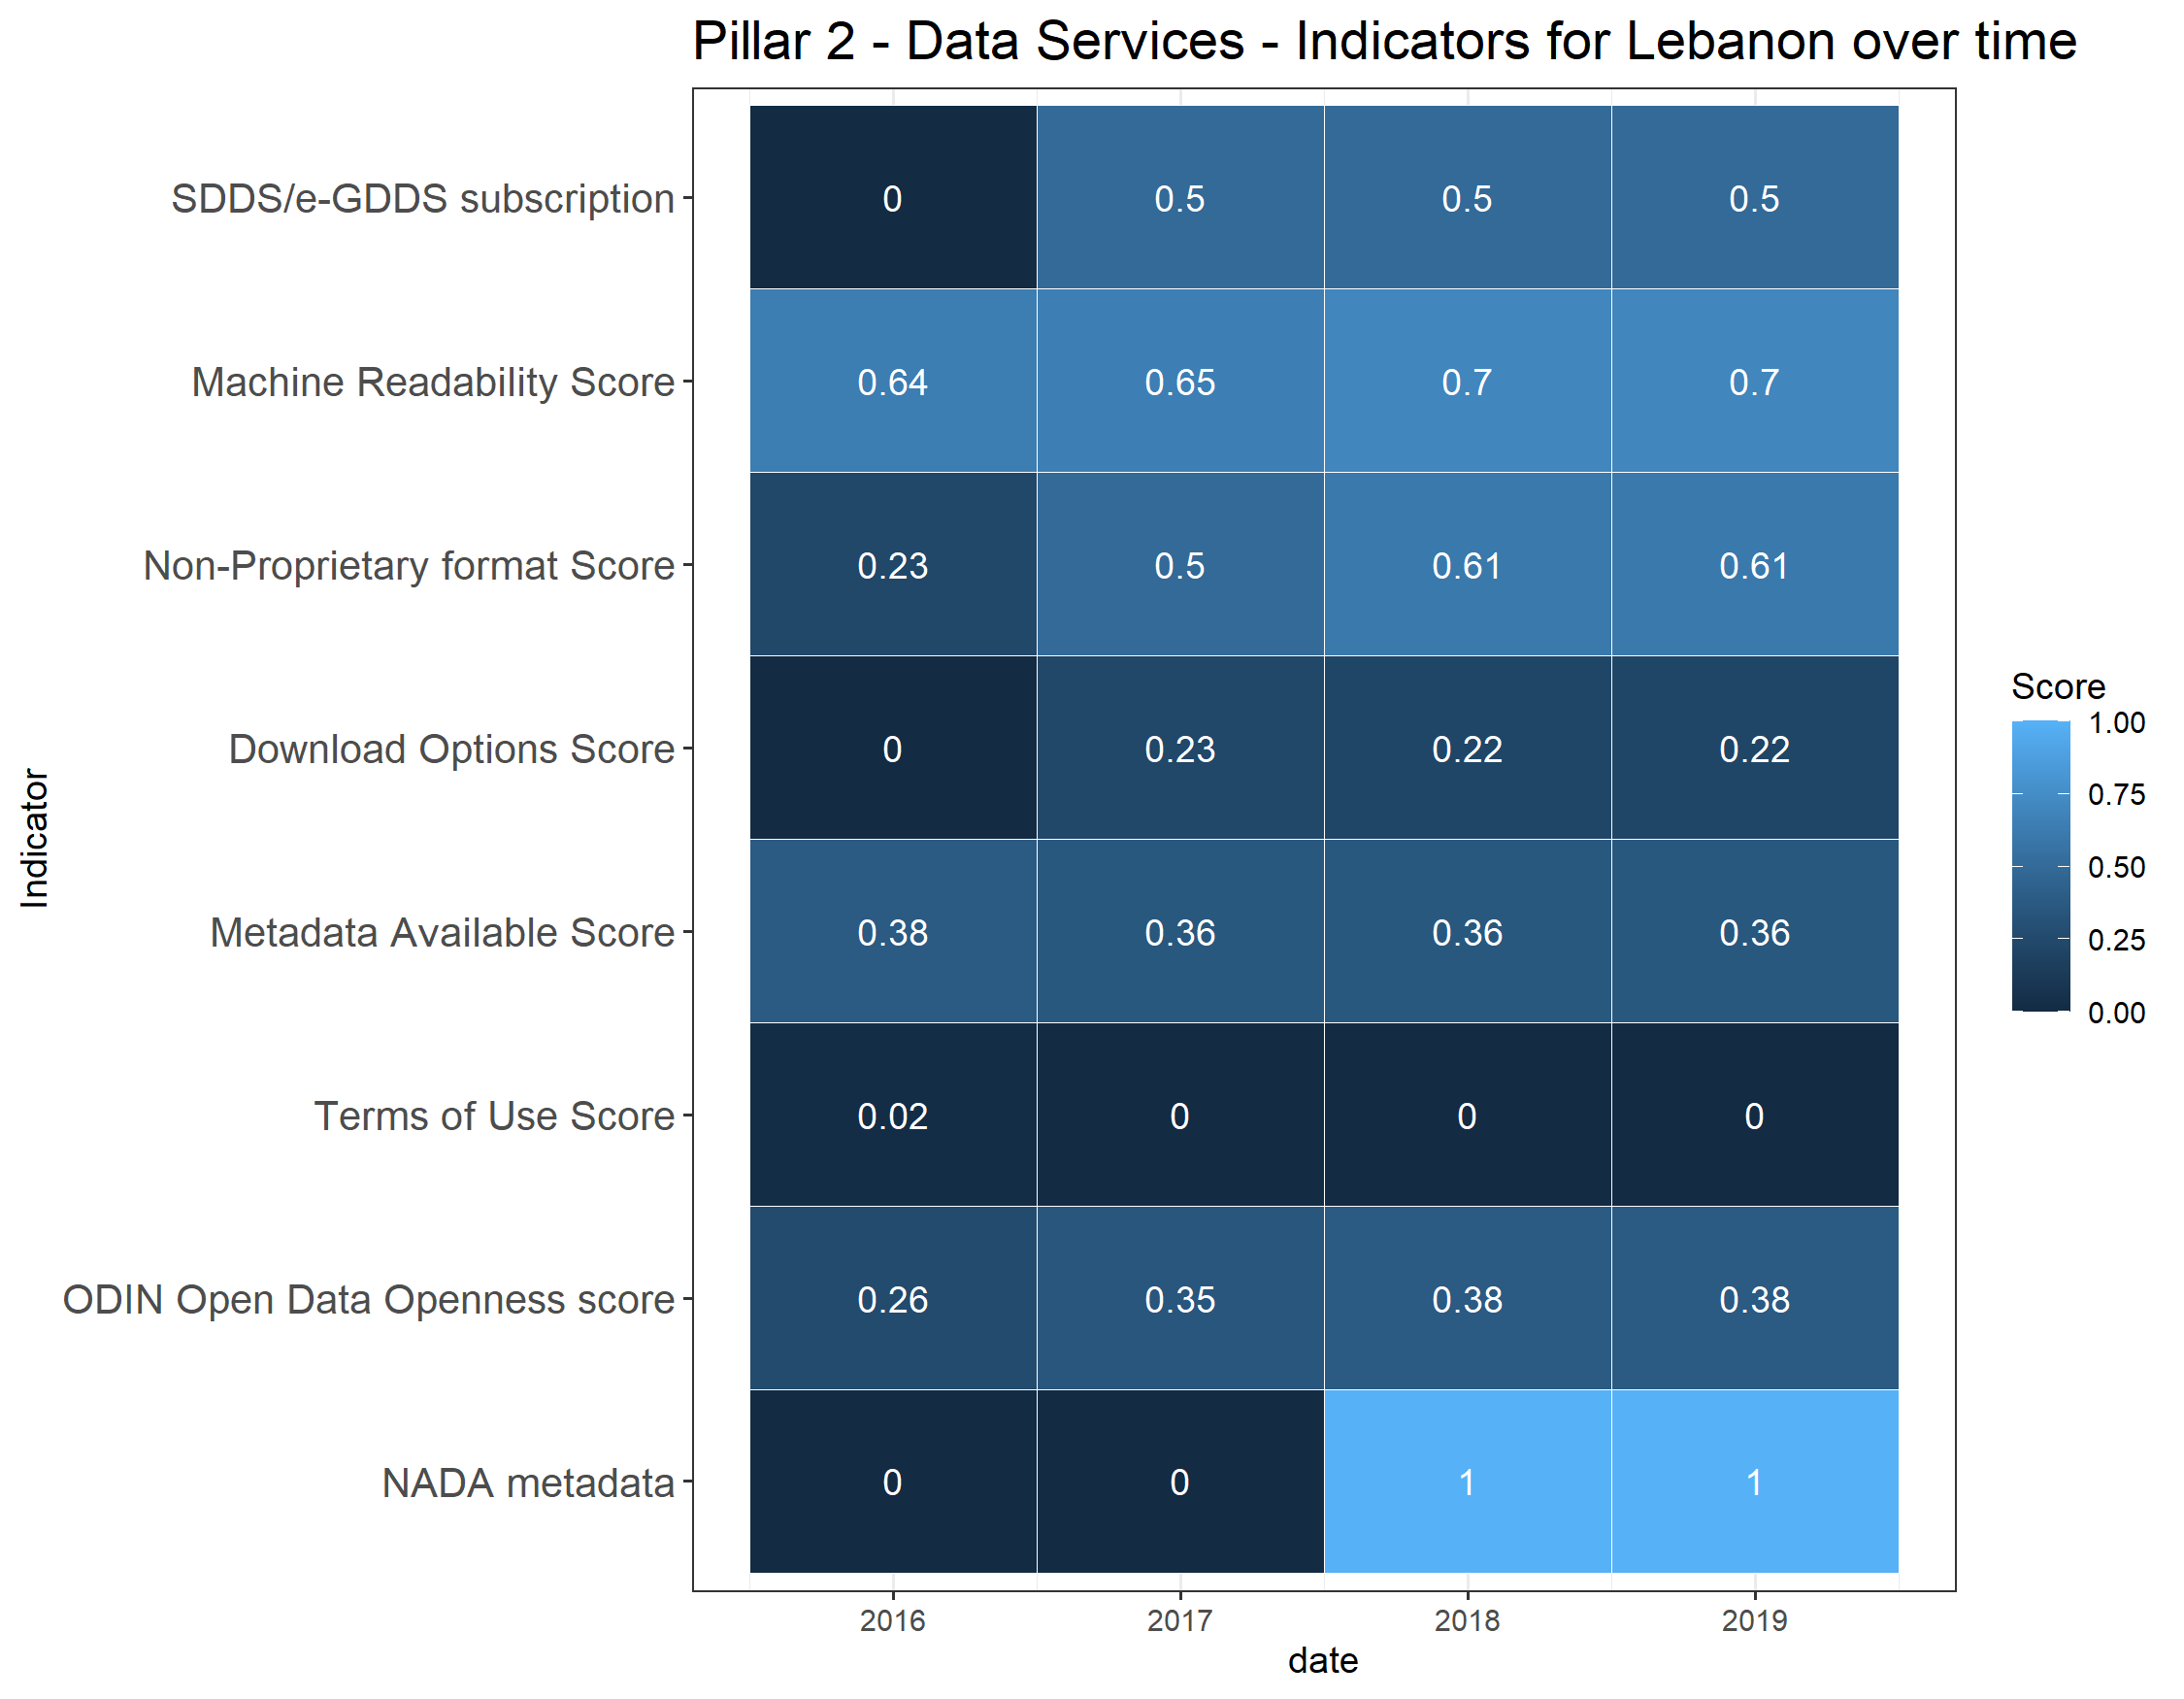 Pillar 2 - Data Services - Indicators for Lebanon over time
Indicator
SDDS/e-GDDS subscription 0 0.5 0.5 0.5
Machine Readability Score 0.64 0.65 0.7 0.7
Non-Proprietary format Score 0.23 0.5 0.61 0.61
Download Options Score 0 0.23 0.22 0.22
Metadata Available Score 0.38 0.36 0.36 0.36
Terms of Use Score 0.02 0 0 0
ODIN Open Data Openness score 0.26 0.35 0.38 0.38
NADA metadata 0 0 1 1
2016 2017 2018 2019
date
Score
1.00
0.75
0.50
0.25
0.00